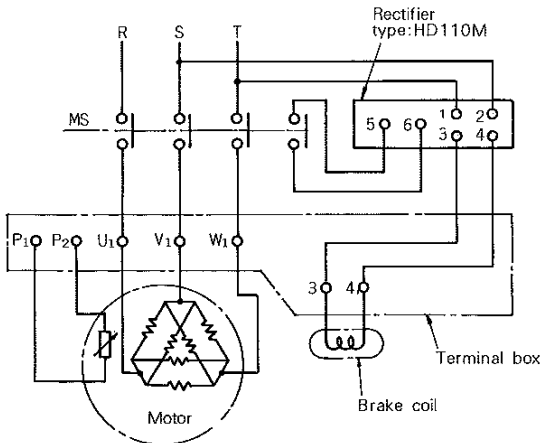 Rectifier
type:HD110M
R S T
MS
1 2
5 6
3 4
P1 P2 U1 V1 W1
3 4
Terminal box
Brake coil
Motor